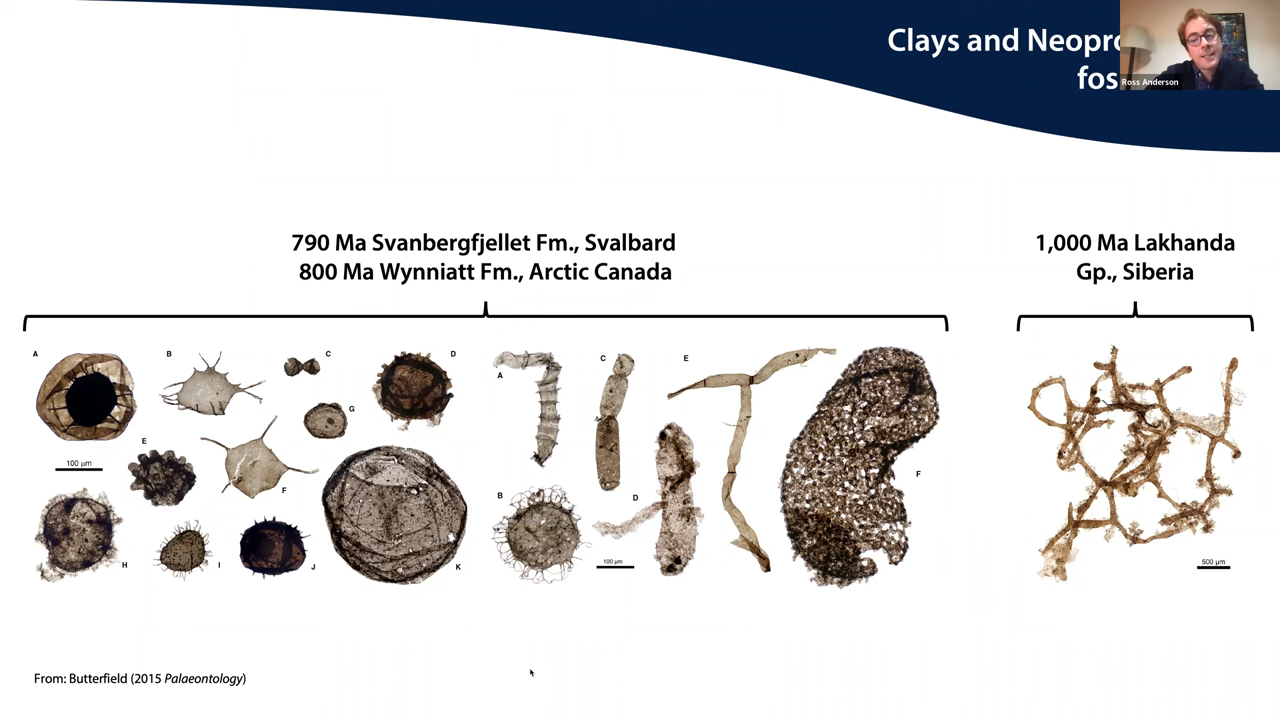 Clays and Neopro
fos
Ross Anderson
790 Ma Svanbergfjellet Fm., Svalbard
800 Ma Wynniatt Fm., Arctic Canada
1,000 Ma Lakhanda
Gp., Siberia
A
B
C
D
G
E
100 µm
F
H
I
J
K
A
C
E
B
D
F
100 µm
500 µm
From: Butterfield (2015 Palaeontology)